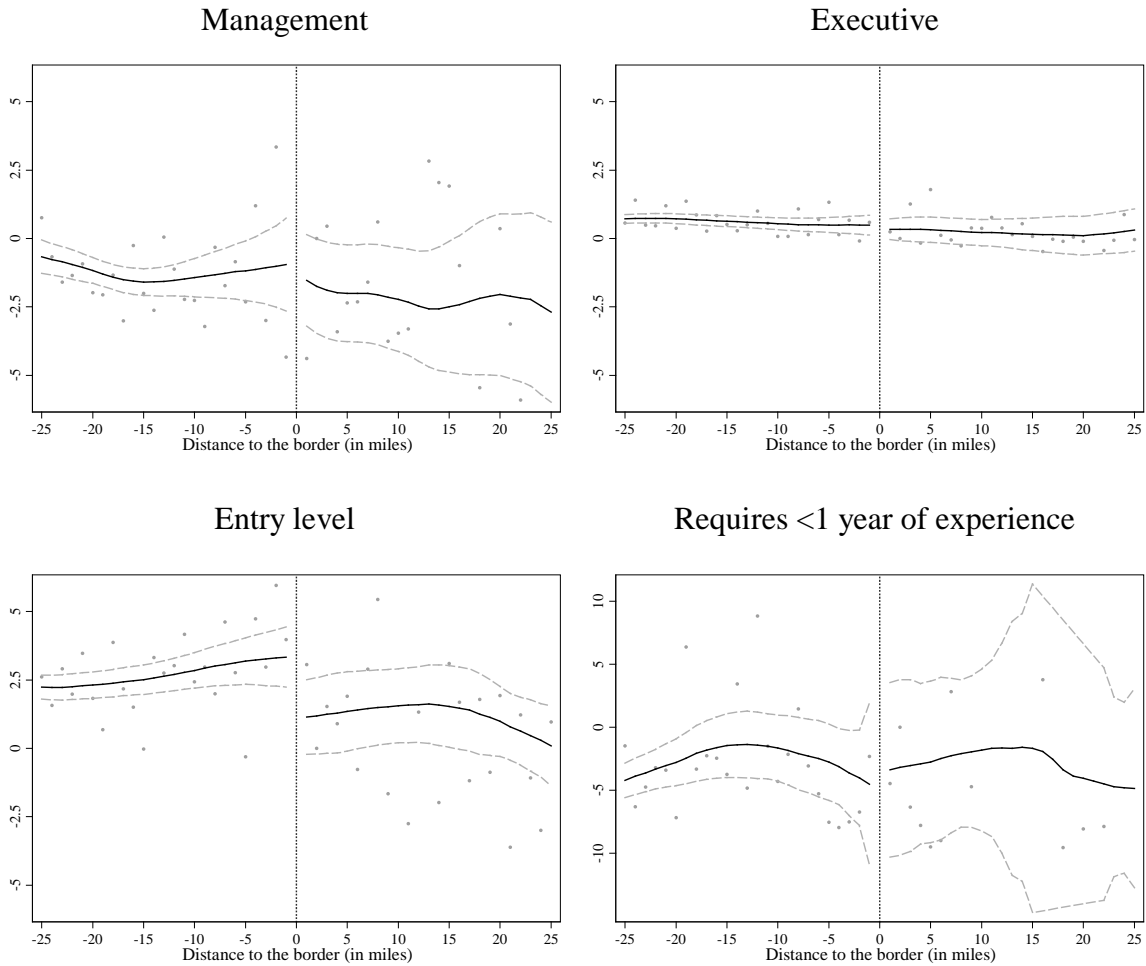 Management
5
2.5
0
-2.5
-5
-25 -20 -15 -10 -5 0 5 10 15 20 25
Distance to the border (in miles)
Executive
5
2.5
0
-2.5
-5
-25 -20 -15 -10 -5 0 5 10 15 20 25
Distance to the border (in miles)
Entry level
5
2.5
0
-2.5
-5
-25 -20 -15 -10 -5 0 5 10 15 20 25
Distance to the border (in miles)
Requires <1 year of experience
10
5
0
-5
-10
-25 -20 -15 -10 -5 0 5 10 15 20 25
Distance to the border (in miles)